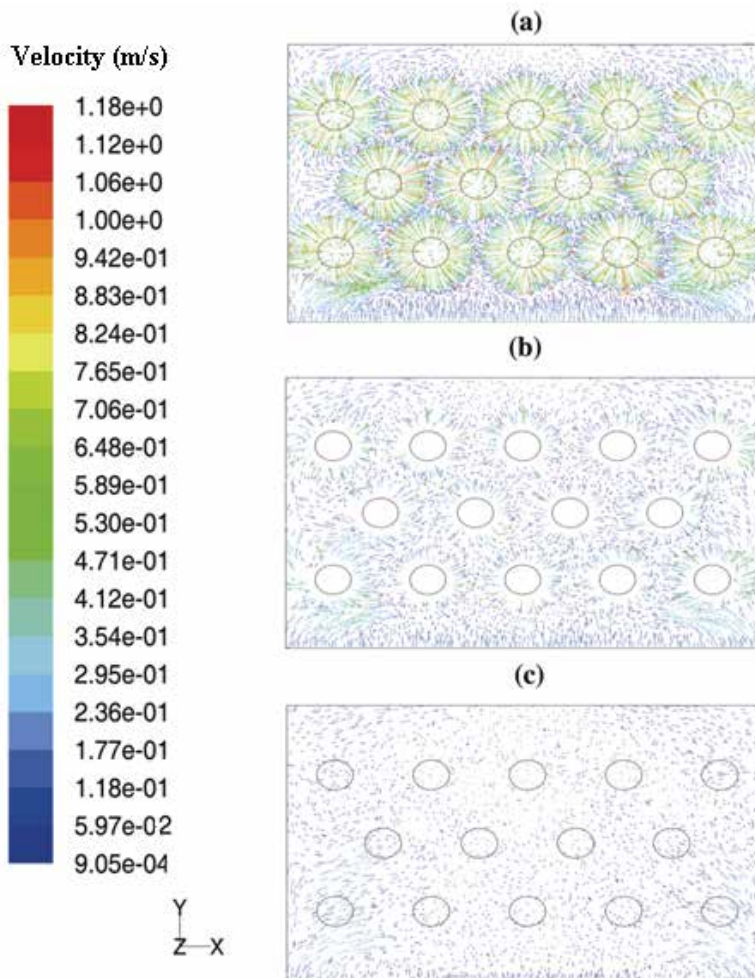 (a)
Velocity (m/s)
1.18e+0
1.12e+0
1.06e+0
1.00e+0
9.42e-01
8.83e-01
8.24e-01
7.65e-01
7.06e-01
6.48e-01
5.89e-01
5.30e-01
4.71e-01
4.12e-01
3.54e-01
2.95e-01
2.36e-01
1.77e-01
1.18e-01
5.97e-02
9.05e-04
(b)
(c)
Y
Z
X